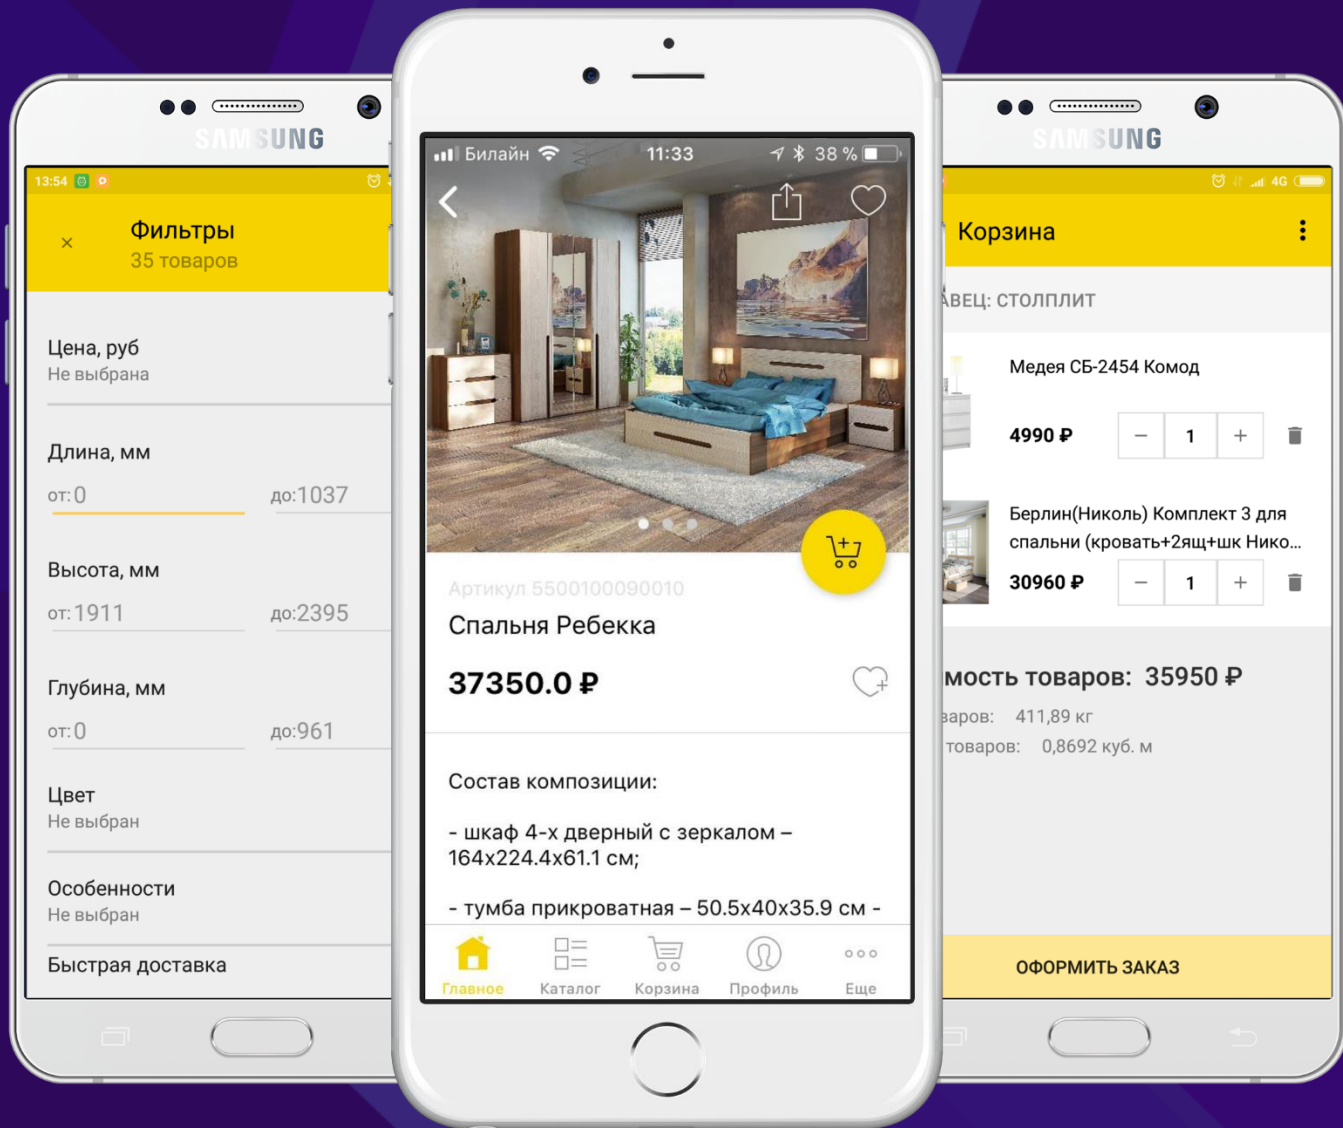 SAMSUNG
13:54
Фильтры
35 товаров
Цена, руб
Не выбрана
Длина, мм
от: 0 до: 1037
Высота, мм
от: 1911 до: 2395
Глубина, мм
от: 0 до: 961
Цвет
Не выбран
Особенности
Не выбран
Быстрая доставка
Билайн 11:33 38 %
Артикул 5500100090010
Спальня Ребекка
37350.0 ₽
Состав композиции:
- шкаф 4-х дверный с зеркалом –
164x224.4x61.1 см;
- тумба прикроватная – 50.5x40x35.9 см -
Главное Каталог Корзина Профиль Еще
SAMSUNG
4G
Корзина
АВЕЦ: СТОЛПЛИТ
Медея СБ-2454 Комод
4990 ₽ − 1 +
Берлин(Николь) Комплект 3 для
спальни (кровать+2ящ+шк Нико...
30960 ₽ − 1 +
мость товаров: 35950 ₽
варов: 411,89 кг
товаров: 0,8692 куб. м
ОФОРМИТЬ ЗАКАЗ